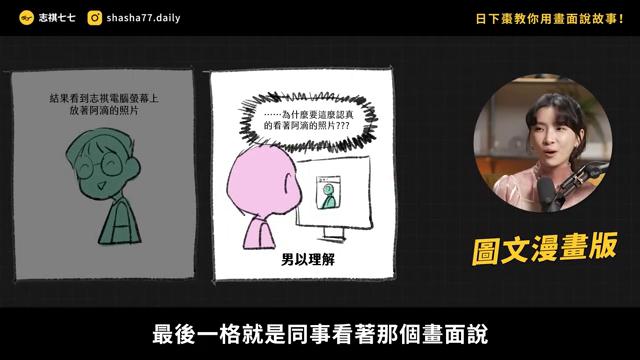 志祺七七
shasha77.daily
日下棗教你用畫面說故事！
結果看到志祺電腦螢幕上
放著阿滴的照片
……為什麼要這麼認真
的看著阿滴的照片???
男以理解
圖文漫畫版
最後一格就是同事看著那個畫面說